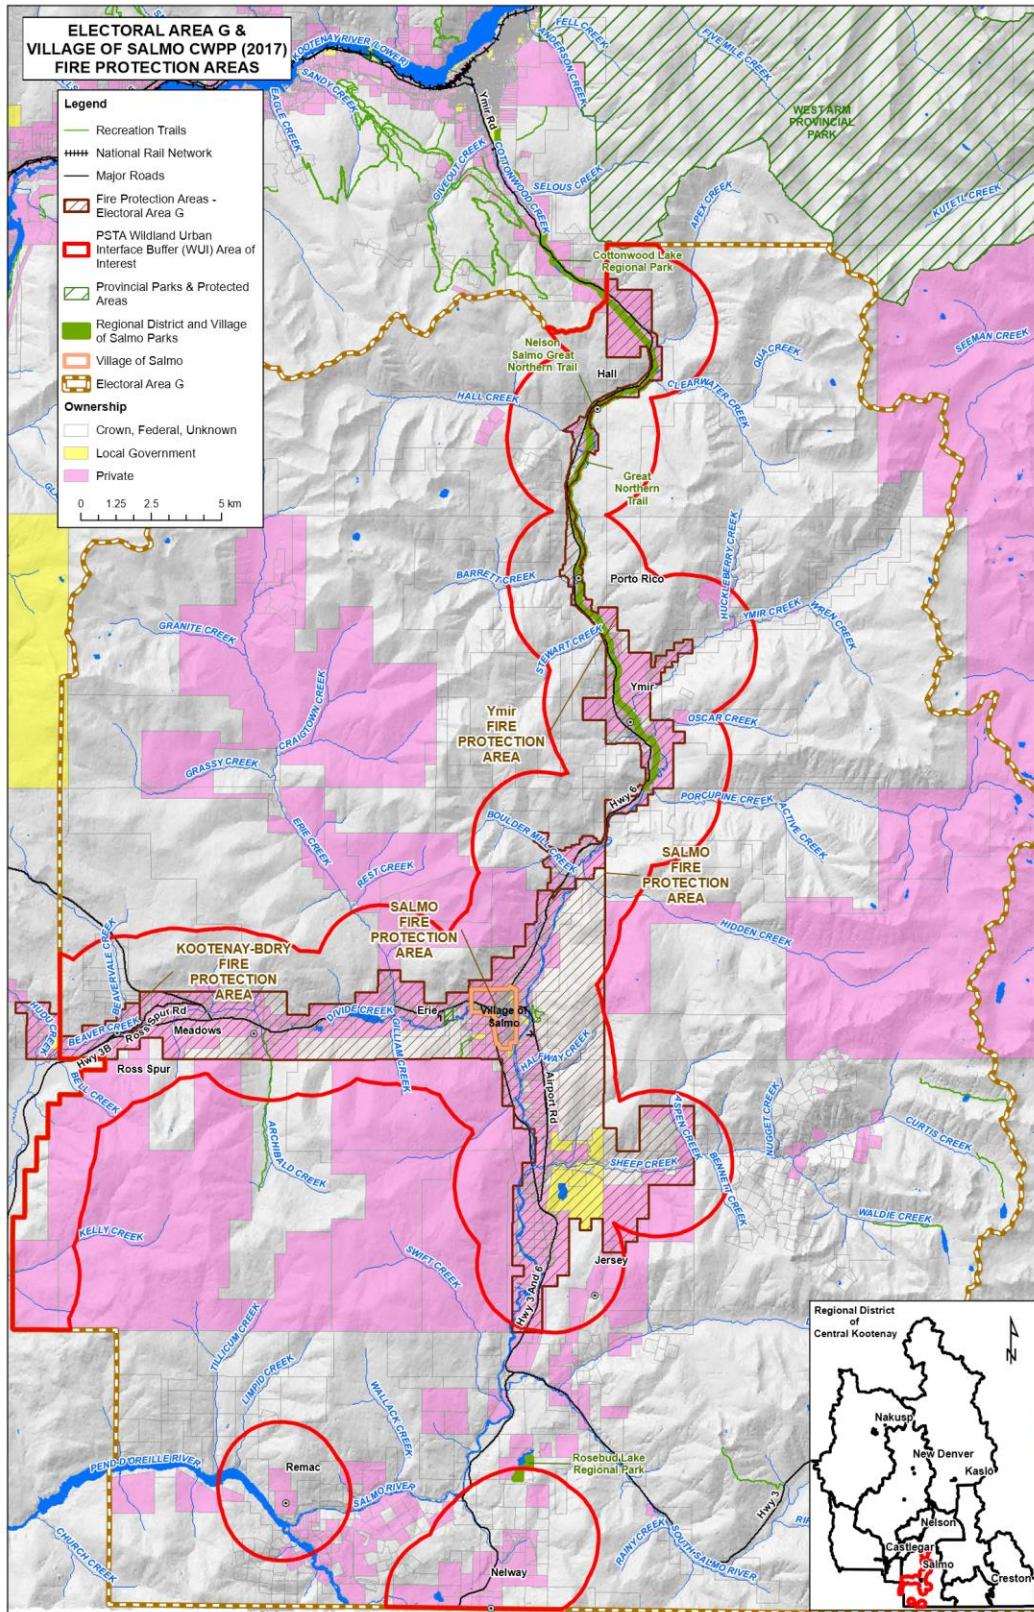 ELECTORAL AREA G &
VILLAGE OF SALMO CWPP (2017)
FIRE PROTECTION AREAS
Legend
Recreation Trails
National Rail Network
Major Roads
Fire Protection Areas -
Electoral Area G
PSTA Wildland Urban
Interface Buffer (WUI) Area of
Interest
Provincial Parks & Protected
Areas
Regional District and Village
of Salmo Parks
Village of Salmo
Electoral Area G
Ownership
Crown, Federal, Unknown
Local Government
Private
0 1.25 2.5 5 km
KOOTENAY RIVER (LOWER)
SANDY CREEK
EAGLE CREEK
FELL CREEK
ANDERSON CREEK
FIVE MILE CREEK
WEST ARM
PROVINCIAL
PARK
Ymir Rd
COTTONWOOD CREEK
GIVEOUT CREEK
SELOUS CREEK
APEX CREEK
KUTETL CREEK
Cottonwood Lake
Regional Park
SEEMAN CREEK
Nelson
Salmo Great
Northern Trail
Hall
QUA CREEK
CLEARWATER CREEK
HALL CREEK
Great
Northern
Trail
HUCKLEBERRY CREEK
BARRETT CREEK
Porto Rico
YMIR CREEK
WREN CREEK
GRANITE CREEK
STEWART CREEK
Ymir
Ymir
FIRE
PROTECTION
AREA
OSCAR CREEK
CRAIGTOWN CREEK
GRASSY CREEK
Hwy 6
PORCUPINE CREEK
ACTIVE CREEK
ERIE CREEK
BOULDER MILL CREEK
REST CREEK
SALMO
FIRE
PROTECTION
AREA
SALMO
FIRE
PROTECTION
AREA
HIDDEN CREEK
KOOTENAY-BDRY
FIRE
PROTECTION
AREA
BEAVERVALE CREEK
HUDU CREEK
BEAVER CREEK
Ross Spur Rd
Meadows
DIVIDE CREEK
Erie
Village of
Salmo
Hwy 3B
Ross Spur
GILLIAM CREEK
HALFWAY CREEK
BELL CREEK
Airport Rd
ARCHIBALD CREEK
ASPEN CREEK
NUGGET CREEK
CURTIS CREEK
SHEEP CREEK
BENNETT CREEK
WALDIE CREEK
KELLY CREEK
SWIFT CREEK
Jersey
Hwy 3 And 6
TILLICUM CREEK
LIMPID CREEK
WALLACK CREEK
PEND-D'OREILLE RIVER
Remac
SALMO RIVER
Rosebud Lake
Regional Park
Hwy 3
CHURCH CREEK
RAINY CREEK
SOUTH SALMO RIVER
Nelway
Regional District
of
Central Kootenay
N
Nakusp
New Denver
Kaslo
Nelson
Castlegar
Salmo
Creston